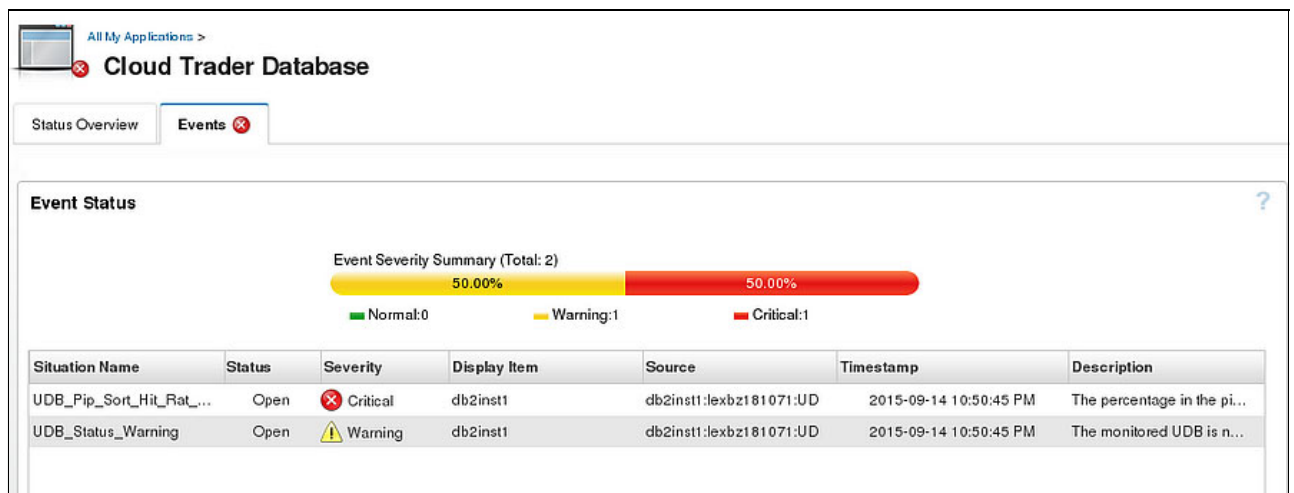 All My Applications >
Cloud Trader Database
Status Overview Events
Event Status ?
Event Severity Summary (Total: 2)
50.00% 50.00%
Normal:0 Warning:1 Critical:1
Situation Name Status Severity Display Item Source Timestamp Description
UDB_Pip_Sort_Hit_Rat_... Open Critical db2inst1 db2inst1:lexbz181071:UD 2015-09-14 10:50:45 PM The percentage in the pi...
UDB_Status_Warning Open Warning db2inst1 db2inst1:lexbz181071:UD 2015-09-14 10:50:45 PM The monitored UDB is n...